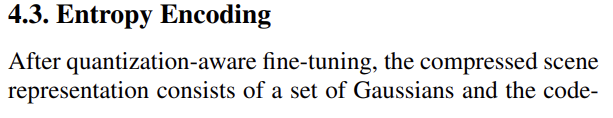 4.3. Entropy Encoding
After quantization-aware fine-tuning, the compressed scene
representation consists of a set of Gaussians and the code-